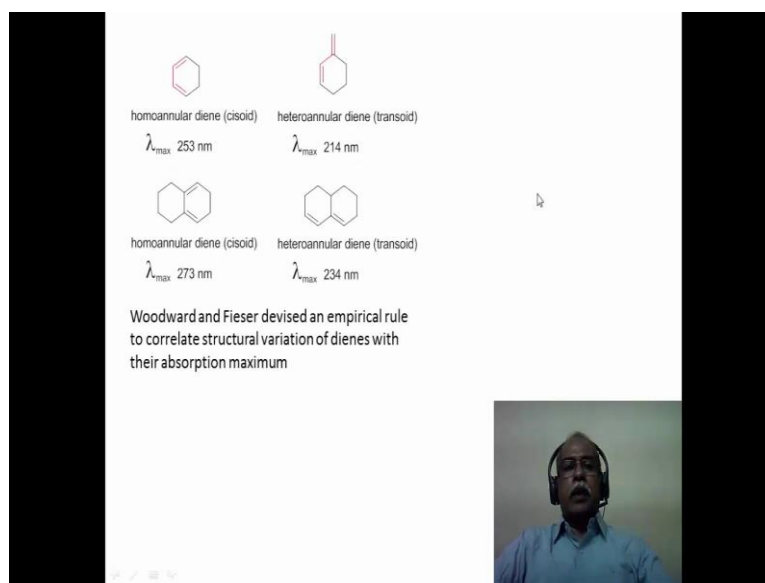 homoannular diene (cisoid) heteroannular diene (transoid)
λmax 253 nm λmax 214 nm
homoannular diene (cisoid) heteroannular diene (transoid)
λmax 273 nm λmax 234 nm
Woodward and Fieser devised an empirical rule
to correlate structural variation of dienes with
their absorption maximum